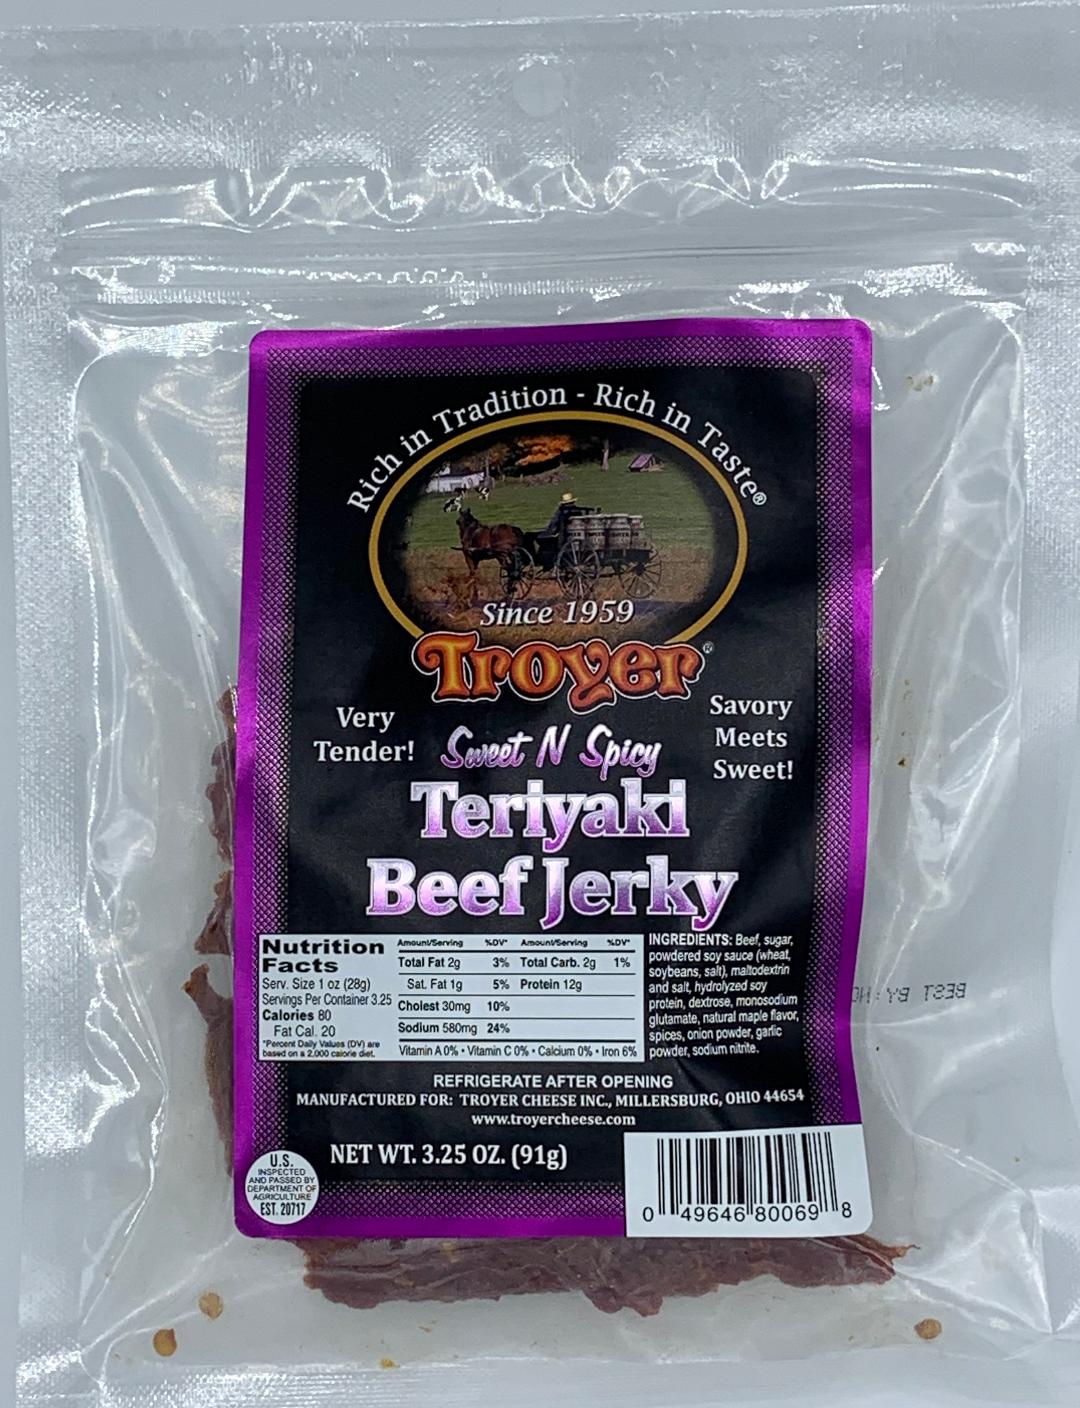 Rich in Tradition - Rich in Taste®
Since 1959
Troyer®
Very
Tender!
Savory
Meets
Sweet!
Sweet N Spicy
Teriyaki
Beef Jerky
Nutrition
Facts
Serv. Size 1 oz (28g)
Servings Per Container 3.25
Calories 80
Fat Cal. 20
*Percent Daily Values (DV) are
based on a 2,000 calorie diet.
Amount/Serving %DV* Amount/Serving %DV*
Total Fat 2g 3% Total Carb. 2g 1%
Sat. Fat 1g 5% Protein 12g
Cholest 30mg 10%
Sodium 580mg 24%
Vitamin A 0% • Vitamin C 0% • Calcium 0% • Iron 6%
INGREDIENTS: Beef, sugar,
powdered soy sauce (wheat,
soybeans, salt), maltodextrin
and salt, hydrolyzed soy
protein, dextrose, monosodium
glutamate, natural maple flavor,
spices, onion powder, garlic
powder, sodium nitrite.
BEST BY:
REFRIGERATE AFTER OPENING
MANUFACTURED FOR: TROYER CHEESE INC., MILLERSBURG, OHIO 44654
www.troyercheese.com
NET WT. 3.25 OZ. (91g)
U.S.
INSPECTED
AND PASSED BY
DEPARTMENT OF
AGRICULTURE
EST. 20717
0 49646 80069 8